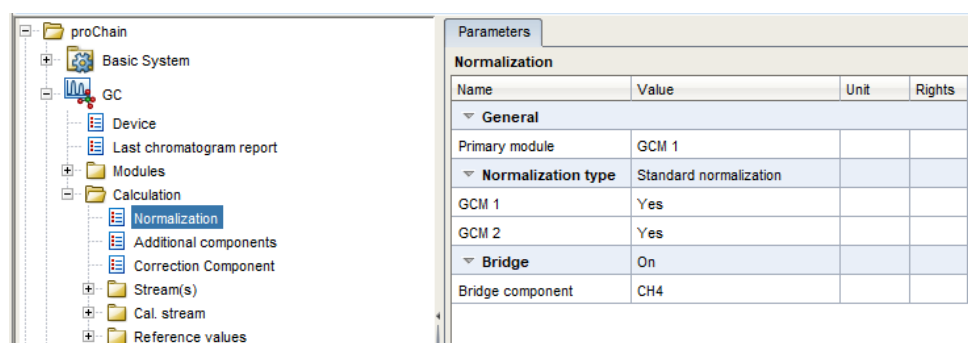 proChain
Basic System
GC
Device
Last chromatogram report
Modules
Calculation
Normalization
Additional components
Correction Component
Stream(s)
Cal. stream
Reference values
Parameters
Normalization
Name Value Unit Rights
General
Primary module GCM 1
Normalization type Standard normalization
GCM 1 Yes
GCM 2 Yes
Bridge On
Bridge component CH4